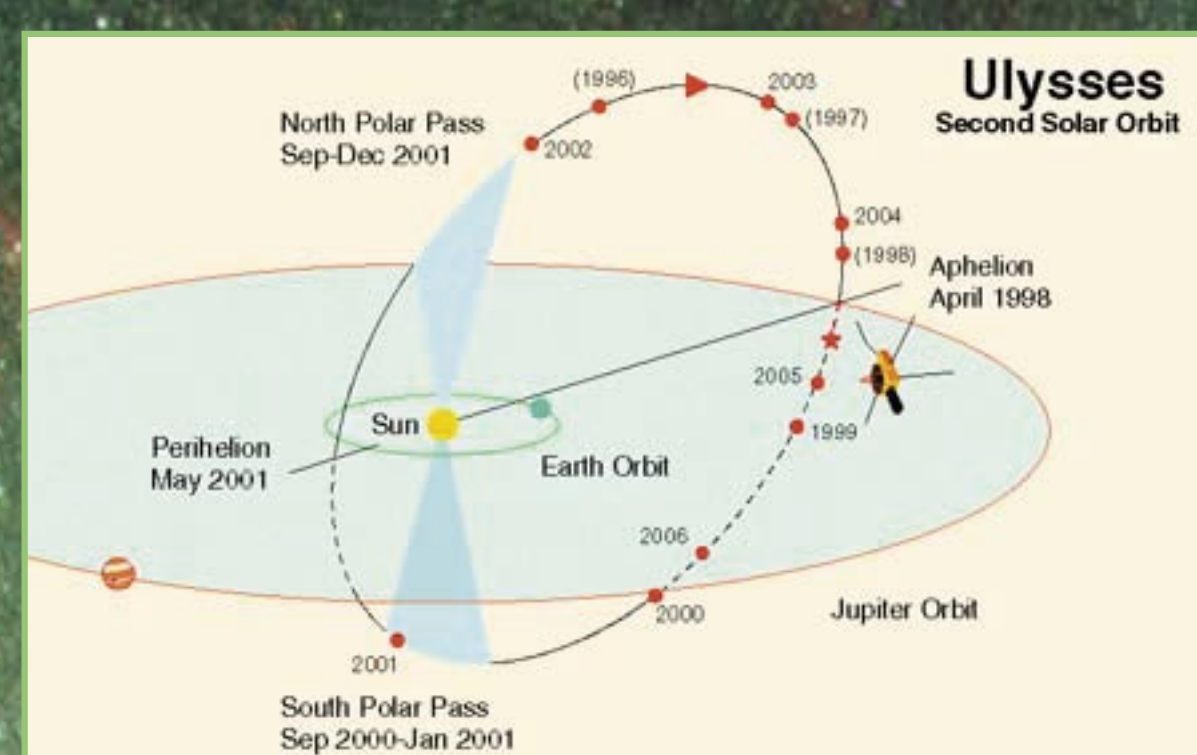 Ulysses
Second Solar Orbit
(1996)
2003
(1997)
North Polar Pass
Sep-Dec 2001
2002
2004
(1998)
Aphelion
April 1998
2005
Sun
1999
Perihelion
May 2001
Earth Orbit
2006
2000
Jupiter Orbit
2001
South Polar Pass
Sep 2000-Jan 2001